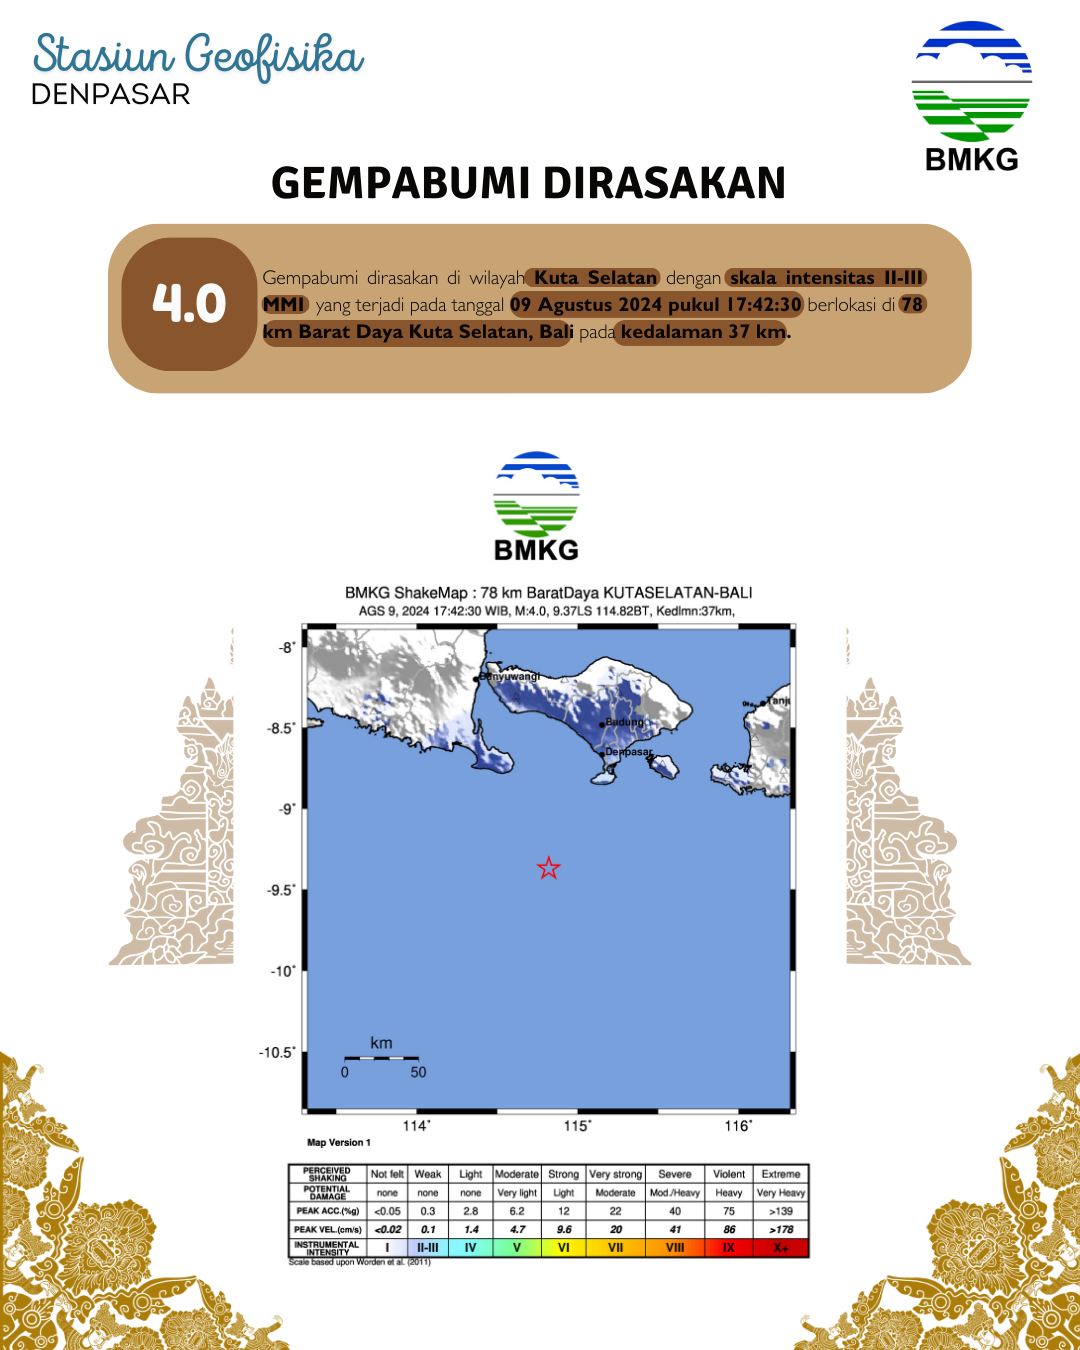 Stasiun Geofisika
DENPASAR
BMKG
GEMPABUMI DIRASAKAN
4.0
Gempabumi dirasakan di wilayah Kuta Selatan dengan skala intensitas II-III
MMI yang terjadi pada tanggal 09 Agustus 2024 pukul 17:42:30 berlokasi di 78
km Barat Daya Kuta Selatan, Bali pada kedalaman 37 km.
BMKG
BMKG ShakeMap : 78 km BaratDaya KUTASELATAN-BALI
AGS 9, 2024 17:42:30 WIB, M:4.0, 9.37LS 114.82BT, Kedlmn:37km,
-8°
Banyuwangi
Tanju
Badung
-8.5°
Denpasar
-9°
-9.5°
-10°
-10.5°
km
0 50
114° 115° 116°
Map Version 1
PERCEIVED SHAKING Not felt Weak Light Moderate Strong Very strong Severe Violent Extreme
POTENTIAL DAMAGE none none none Very light Light Moderate Mod./Heavy Heavy Very Heavy
PEAK ACC.(%g) <0.05 0.3 2.8 6.2 12 22 40 75 >139
PEAK VEL.(cm/s) <0.02 0.1 1.4 4.7 9.6 20 41 86 >178
INSTRUMENTAL INTENSITY I II-III IV V VI VII VIII IX X+
Scale based upon Worden et al. (2011)